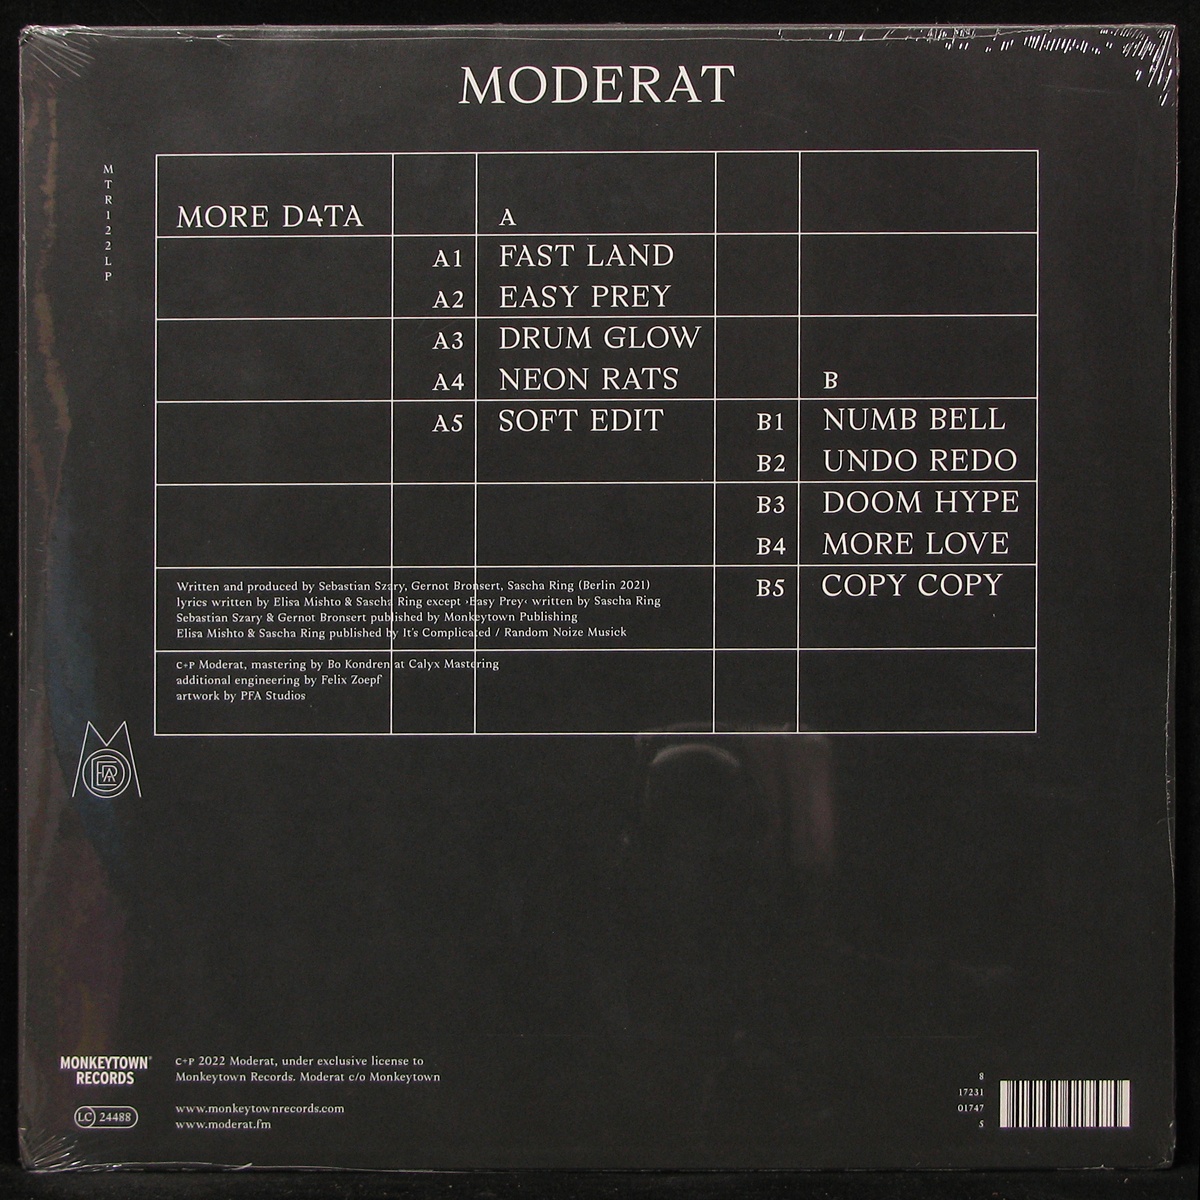 MODERAT
MTR122LP
MORE D4TA
A
A1 FAST LAND
A2 EASY PREY
A3 DRUM GLOW
A4 NEON RATS
A5 SOFT EDIT
B
B1 NUMB BELL
B2 UNDO REDO
B3 DOOM HYPE
B4 MORE LOVE
B5 COPY COPY
Written and produced by Sebastian Szary, Gernot Bronsert, Sascha Ring (Berlin 2021)
lyrics written by Elisa Mishto & Sascha Ring except ›Easy Prey‹ written by Sascha Ring
Sebastian Szary & Gernot Bronsert published by Monkeytown Publishing
Elisa Mishto & Sascha Ring published by It's Complicated / Random Noize Musick
C+P Moderat, mastering by Bo Kondren at Calyx Mastering
additional engineering by Felix Zoepf
artwork by PFA Studios
MONKEYTOWN
RECORDS
LC 24488
C+P 2022 Moderat, under exclusive license to
Monkeytown Records. Moderat c/o Monkeytown
www.monkeytownrecords.com
www.moderat.fm
8
17231
01747
5